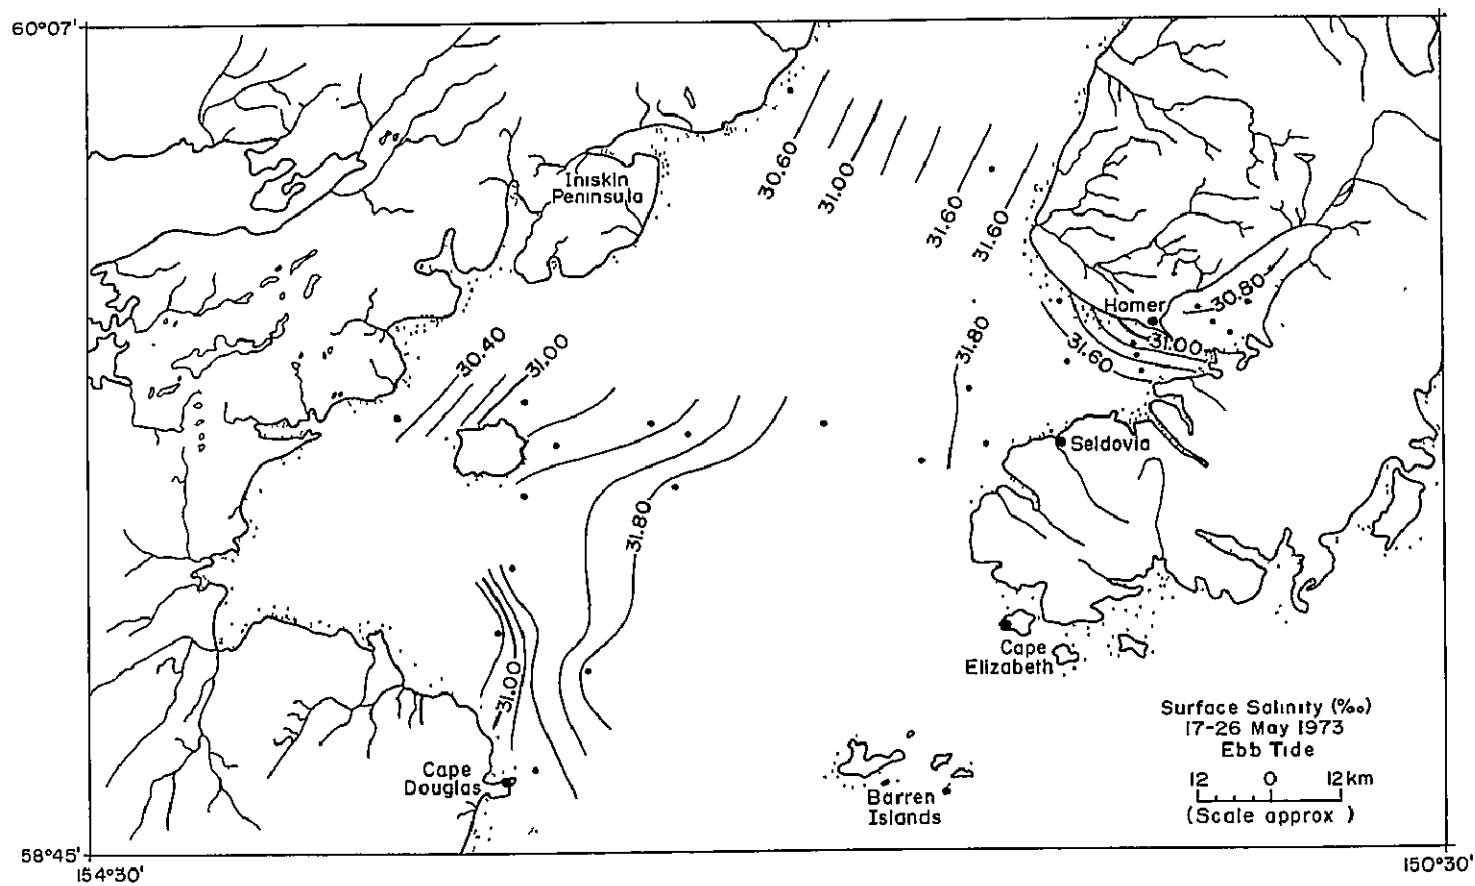 60°07'
Iniskin
Peninsula
30.60
31.00
31.60
31.60
30.80
Homer
31.00
31.60
31.80
30.40
31.00
Seldovia
31.80
Cape
Elizabeth
31.00
Surface Salinity (‰)
17-26 May 1973
Ebb Tide
12 0 12km
(Scale approx )
Cape
Douglas
Barren
Islands
58°45'
154°30'
150°30'